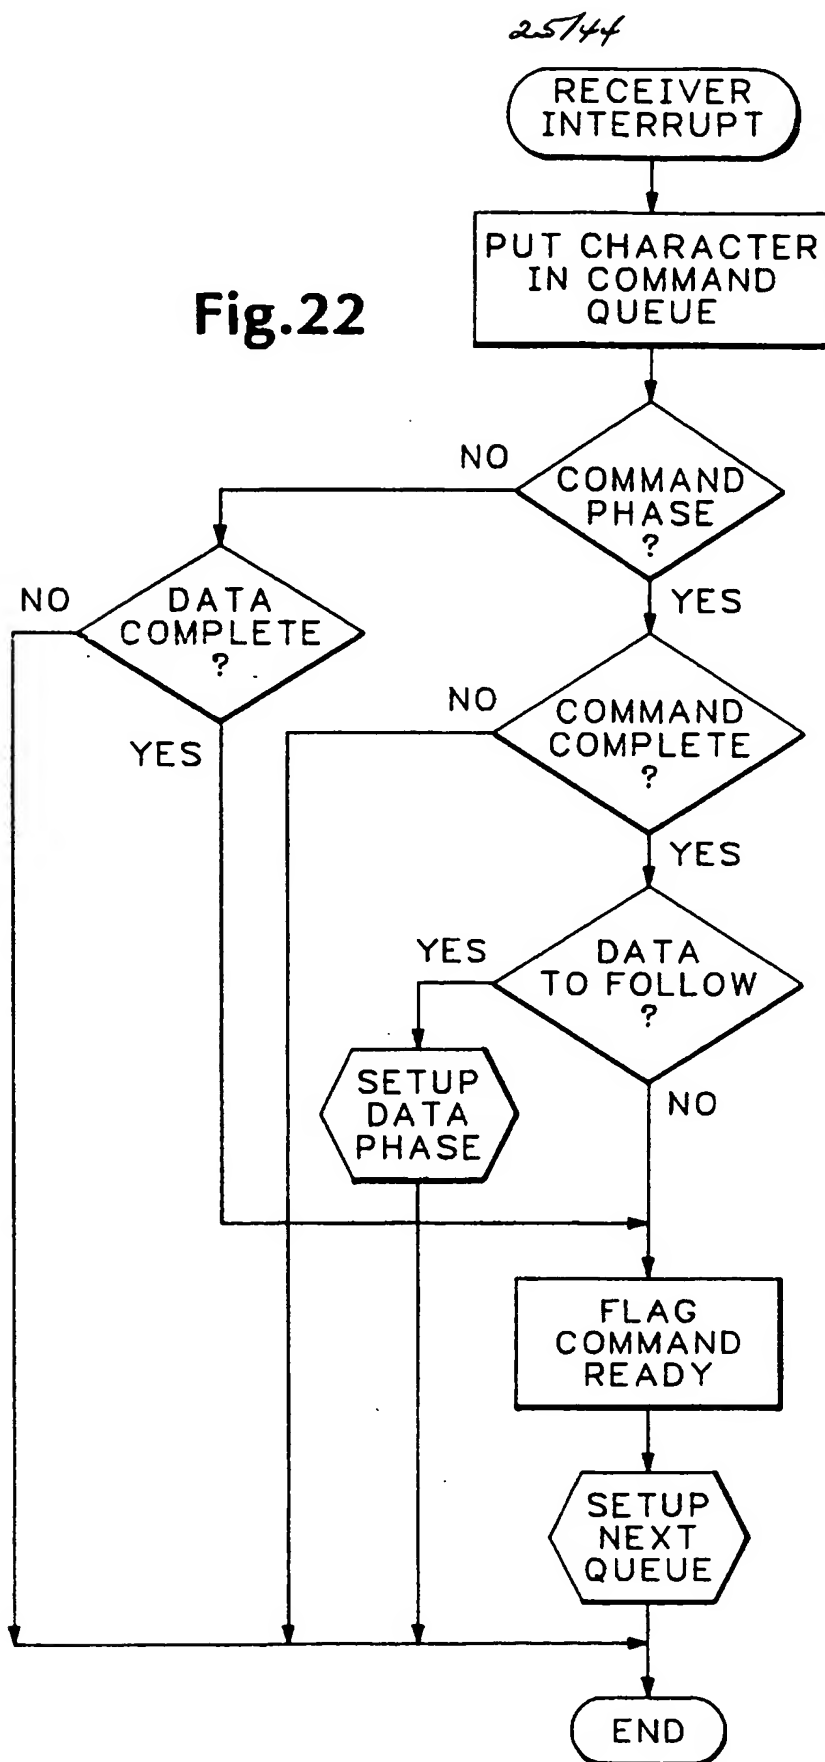 25/44
RECEIVER
INTERRUPT
PUT CHARACTER
IN COMMAND
QUEUE
Fig.22
NO
COMMAND
PHASE
?
YES
NO
DATA
COMPLETE
?
YES
NO
COMMAND
COMPLETE
?
YES
YES
DATA
TO FOLLOW
?
NO
SETUP
DATA
PHASE
FLAG
COMMAND
READY
SETUP
NEXT
QUEUE
END